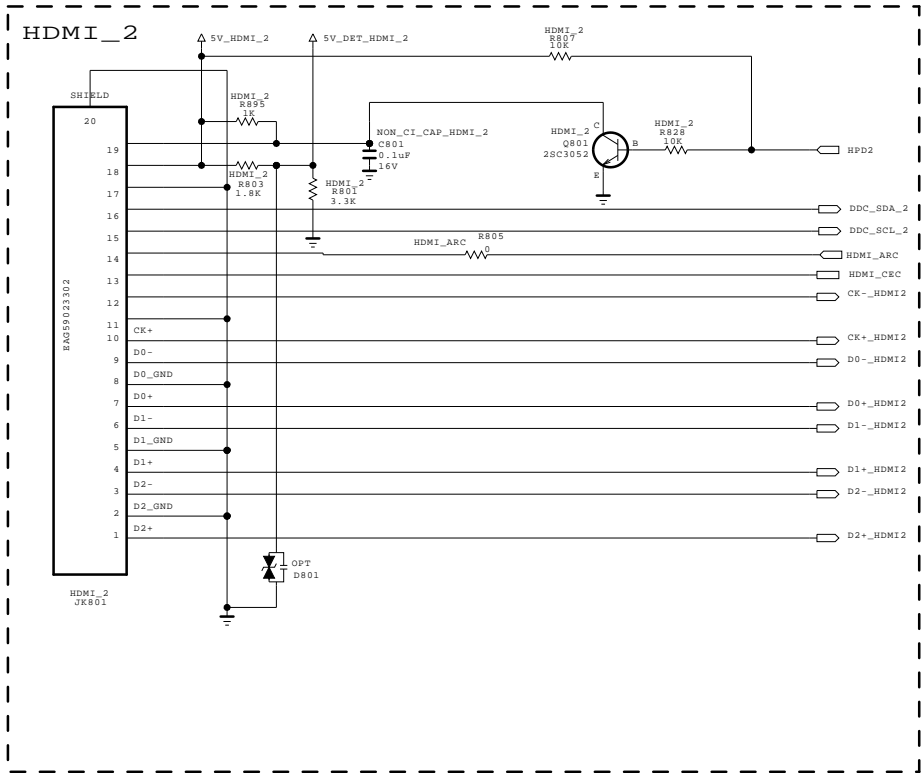 HDMI_2
5V_HDMI_2
5V_DET_HDMI_2
HDMI_2
R807
10K
SHIELD
20
HDMI_2
R895
1K
NON_CI_CAP_HDMI_2
C801
0.1uF
16V
HDMI_2
Q801
2SC3052
C
B
E
HDMI_2
R828
10K
HPD2
19
18
HDMI_2
R803
1.8K
HDMI_2
R801
3.3K
17
16
DDC_SDA_2
15
DDC_SCL_2
14
HDMI_ARC
R805
0
HDMI_ARC
13
HDMI_CEC
12
CK-_HDMI2
EAG59023302
11
CK+
10
CK+_HDMI2
D0-
9
D0-_HDMI2
D0_GND
8
D0+
7
D0+_HDMI2
D1-
6
D1-_HDMI2
D1_GND
5
D1+
4
D1+_HDMI2
D2-
3
D2-_HDMI2
D2_GND
2
D2+
1
D2+_HDMI2
OPT
D801
HDMI_2
JK801